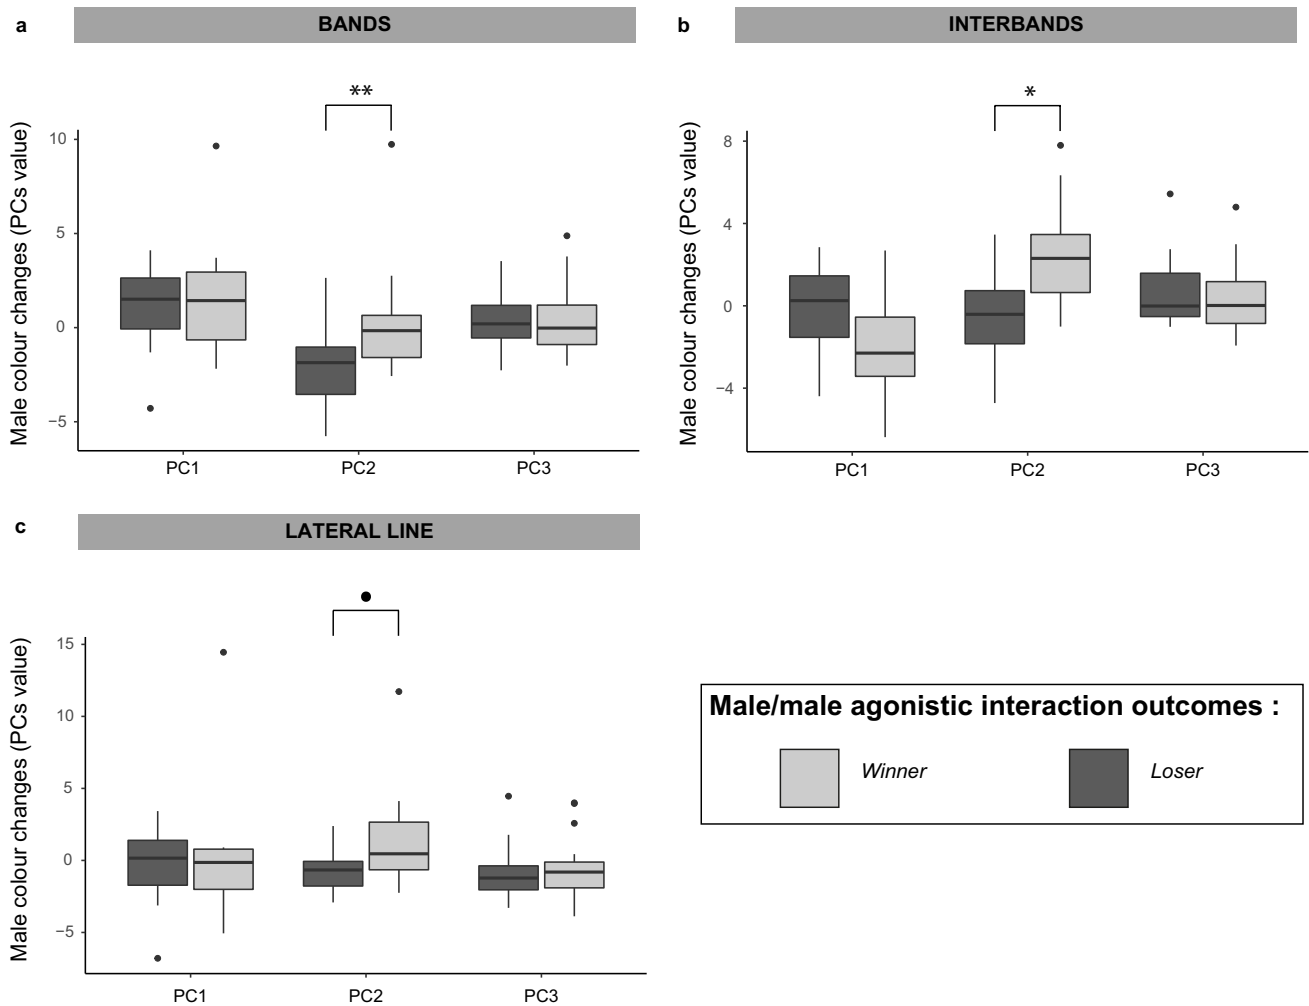 a
BANDS
**
Male colour changes (PCs value)
10
5
0
−5
PC1
PC2
PC3
b
INTERBANDS
*
Male colour changes (PCs value)
8
4
0
−4
PC1
PC2
PC3
c
LATERAL LINE
Male colour changes (PCs value)
15
10
5
0
−5
PC1
PC2
PC3
Male/male agonistic interaction outcomes :
Winner
Loser